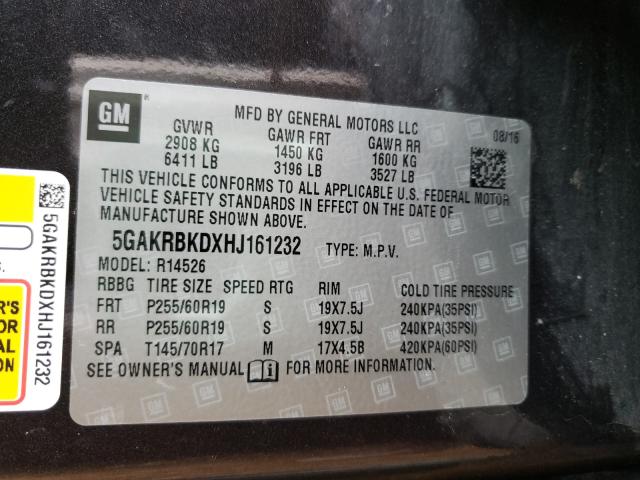 GM
MFD BY GENERAL MOTORS LLC
08/16
GVWR GAWR FRT GAWR RR
2908 KG 1450 KG 1600 KG
6411 LB 3196 LB 3527 LB
THIS VEHICLE CONFORMS TO ALL APPLICABLE U.S. FEDERAL MOTOR
VEHICLE SAFETY STANDARDS IN EFFECT ON THE DATE OF
MANUFACTURE SHOWN ABOVE.
5GAKRBKDXHJ161232 TYPE: M.P.V.
MODEL: R14526
RBBG TIRE SIZE SPEED RTG RIM COLD TIRE PRESSURE
FRT P255/60R19 S 19X7.5J 240KPA(35PSI)
RR P255/60R19 S 19X7.5J 240KPA(35PSI)
SPA T145/70R17 M 17X4.5B 420KPA(60PSI)
SEE OWNER'S MANUAL FOR MORE INFORMATION.
5GAKRBKDXHJ161232